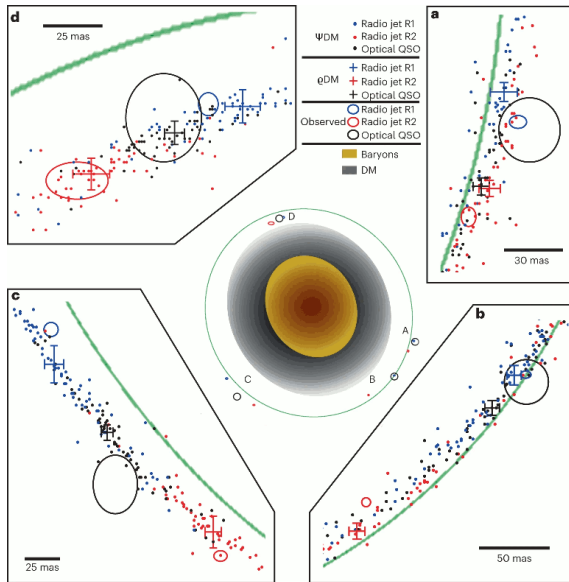 d
25 mas
Radio jet R1
ΨDM
Radio jet R2
Optical QSO
Radio jet R1
ϱDM
Radio jet R2
Optical QSO
Radio jet R1
Observed
Radio jet R2
Optical QSO
Baryons
DM
a
30 mas
D
A
B
C
c
25 mas
b
50 mas